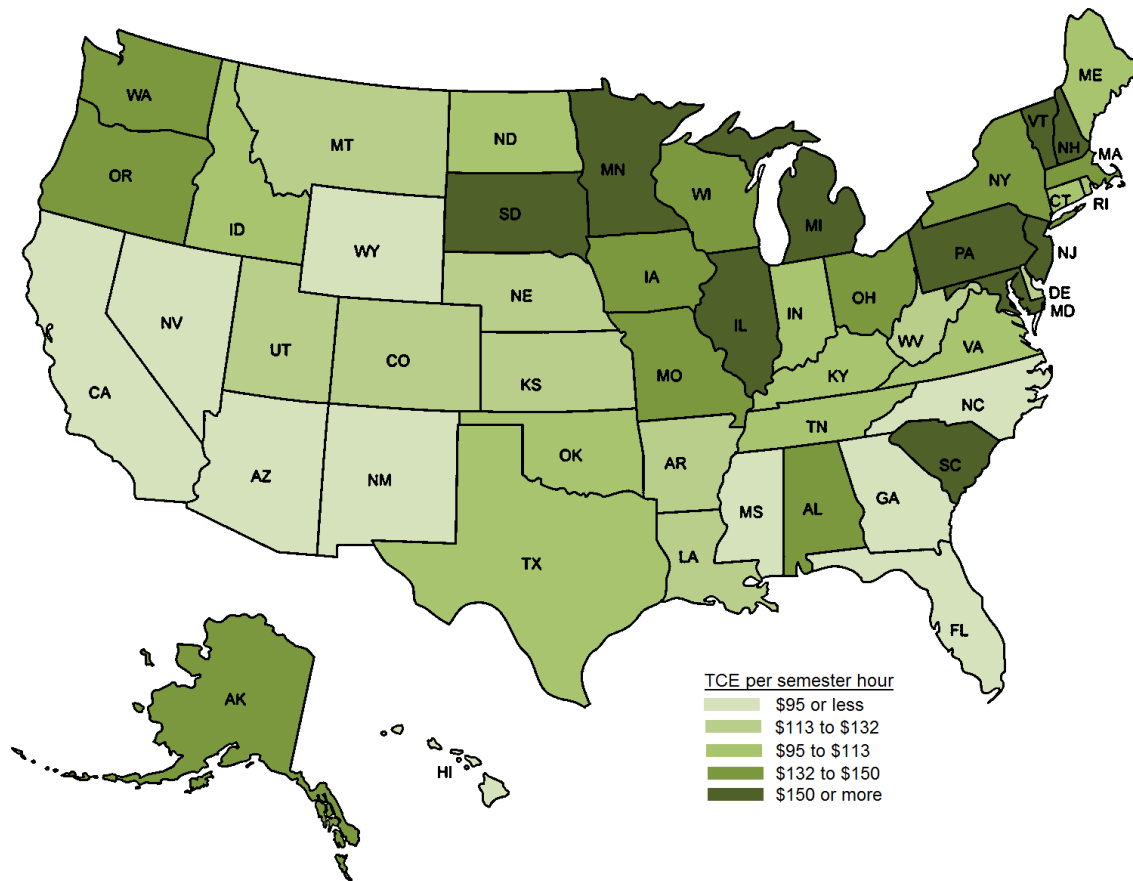 ME
WA
VT
ND
MT
NH
MA
MN
OR
NY
WI
SD
CT
RI
ID
MI
WY
PA
NJ
IA
NE
DE
OH
IN
MD
NV
IL
UT
WV
CO
VA
MO
KS
KY
CA
NC
TN
OK
AR
SC
AZ
NM
GA
MS
AL
LA
TX
FL
TCE per semester hour
AK
$95 or less
$113 to $132
$95 to $113
HI
$132 to $150
$150 or more